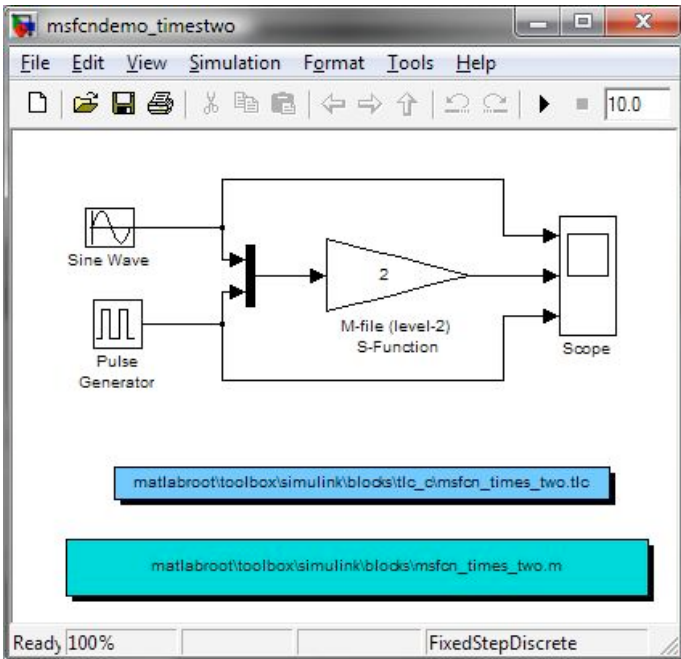 msfcndemo_timestwo
File Edit View Simulation Format Tools Help
10.0
Sine Wave
2
M-file (level-2)
S-Function
Scope
Pulse
Generator
matlabroot\toolbox\simulink\blocks\tlc_c\msfcn_times_two.tlc
matlabroot\toolbox\simulink\blocks\msfcn_times_two.m
Ready 100% FixedStepDiscrete